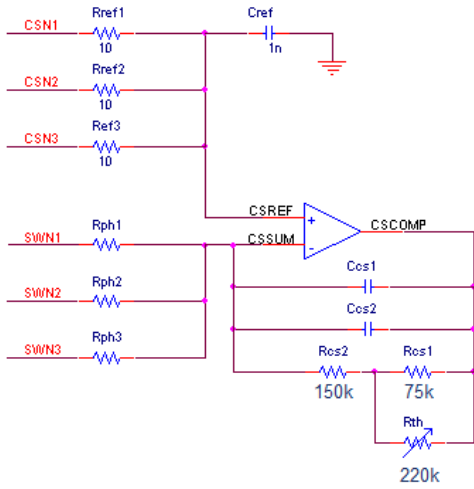 Rref1
Cref
CSN1
10
1n
Rref2
CSN2
10
Ref3
CSN3
10
CSREF
+
CSCOMP
Rph1
SWN1
CSSUM
-
Ccs1
Rph2
SWN2
Ccs2
Rph3
SWN3
Rcs2
Rcs1
150k
75k
Rth
220k